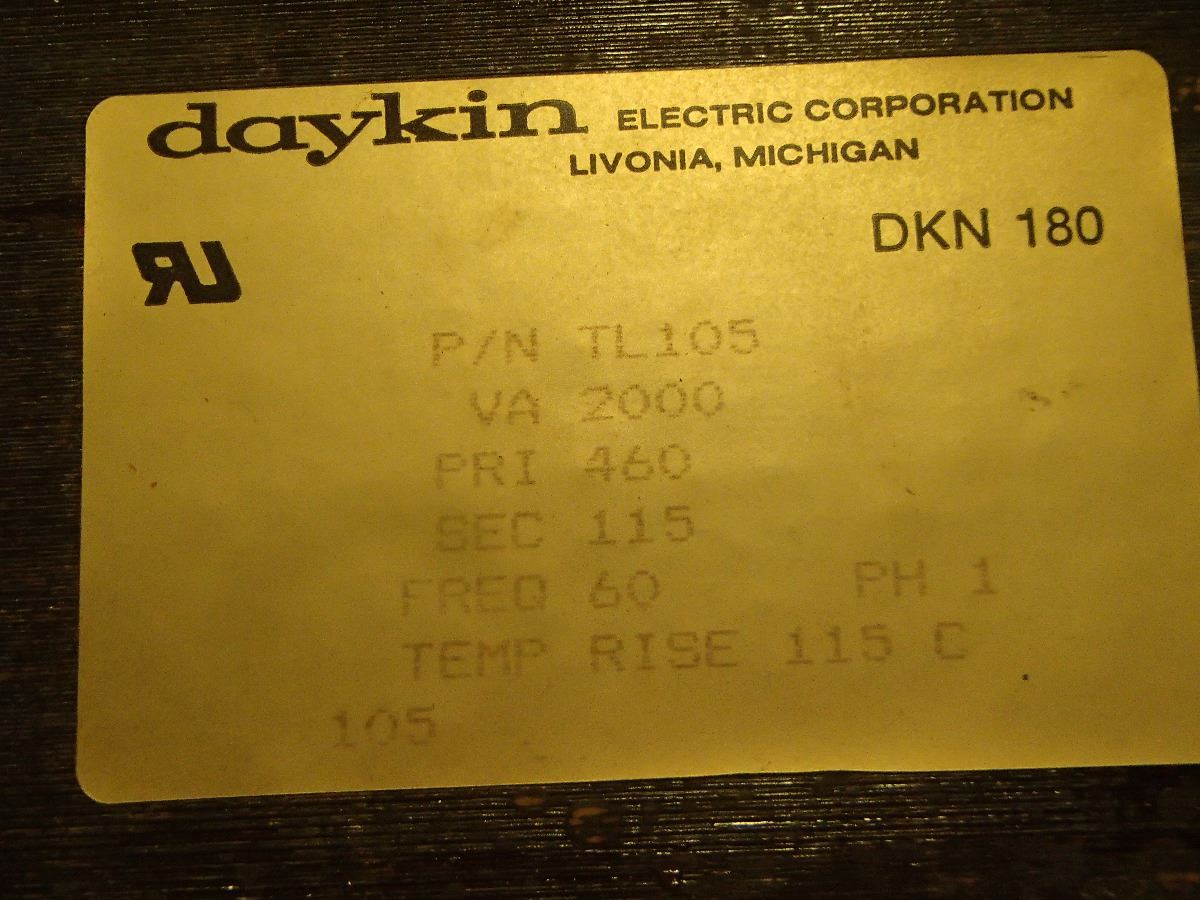 daykin ELECTRIC CORPORATION
LIVONIA, MICHIGAN
DKN 180
RU
P/N TL105
VA 2000
PRI 460
SEC 115
FREQ 60 PH 1
TEMP RISE 115 C
105